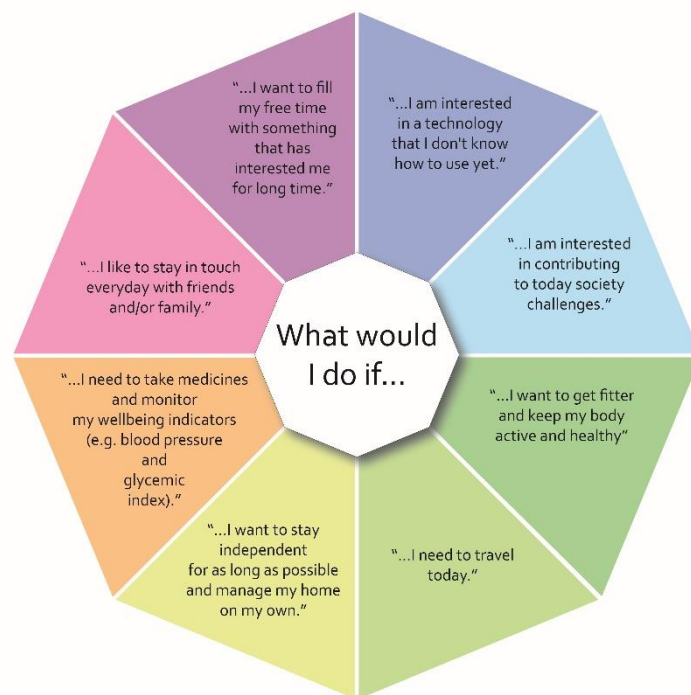 What would
I do if...
“...I want to fill
my free time
with something
that has
interested me
for long time.”
“...I am interested
in a technology
that I don't know
how to use yet.”
“...I am interested
in contributing
to today society
challenges.”
“...I want to get fitter
and keep my body
active and healthy”
“...I need to travel
today.”
“...I want to stay
independent
for as long as possible
and manage my home
on my own.”
“...I need to take medicines
and monitor
my wellbeing indicators
(e.g. blood pressure
and
glycemic
index).”
“...I like to stay in touch
everyday with friends
and/or family.”